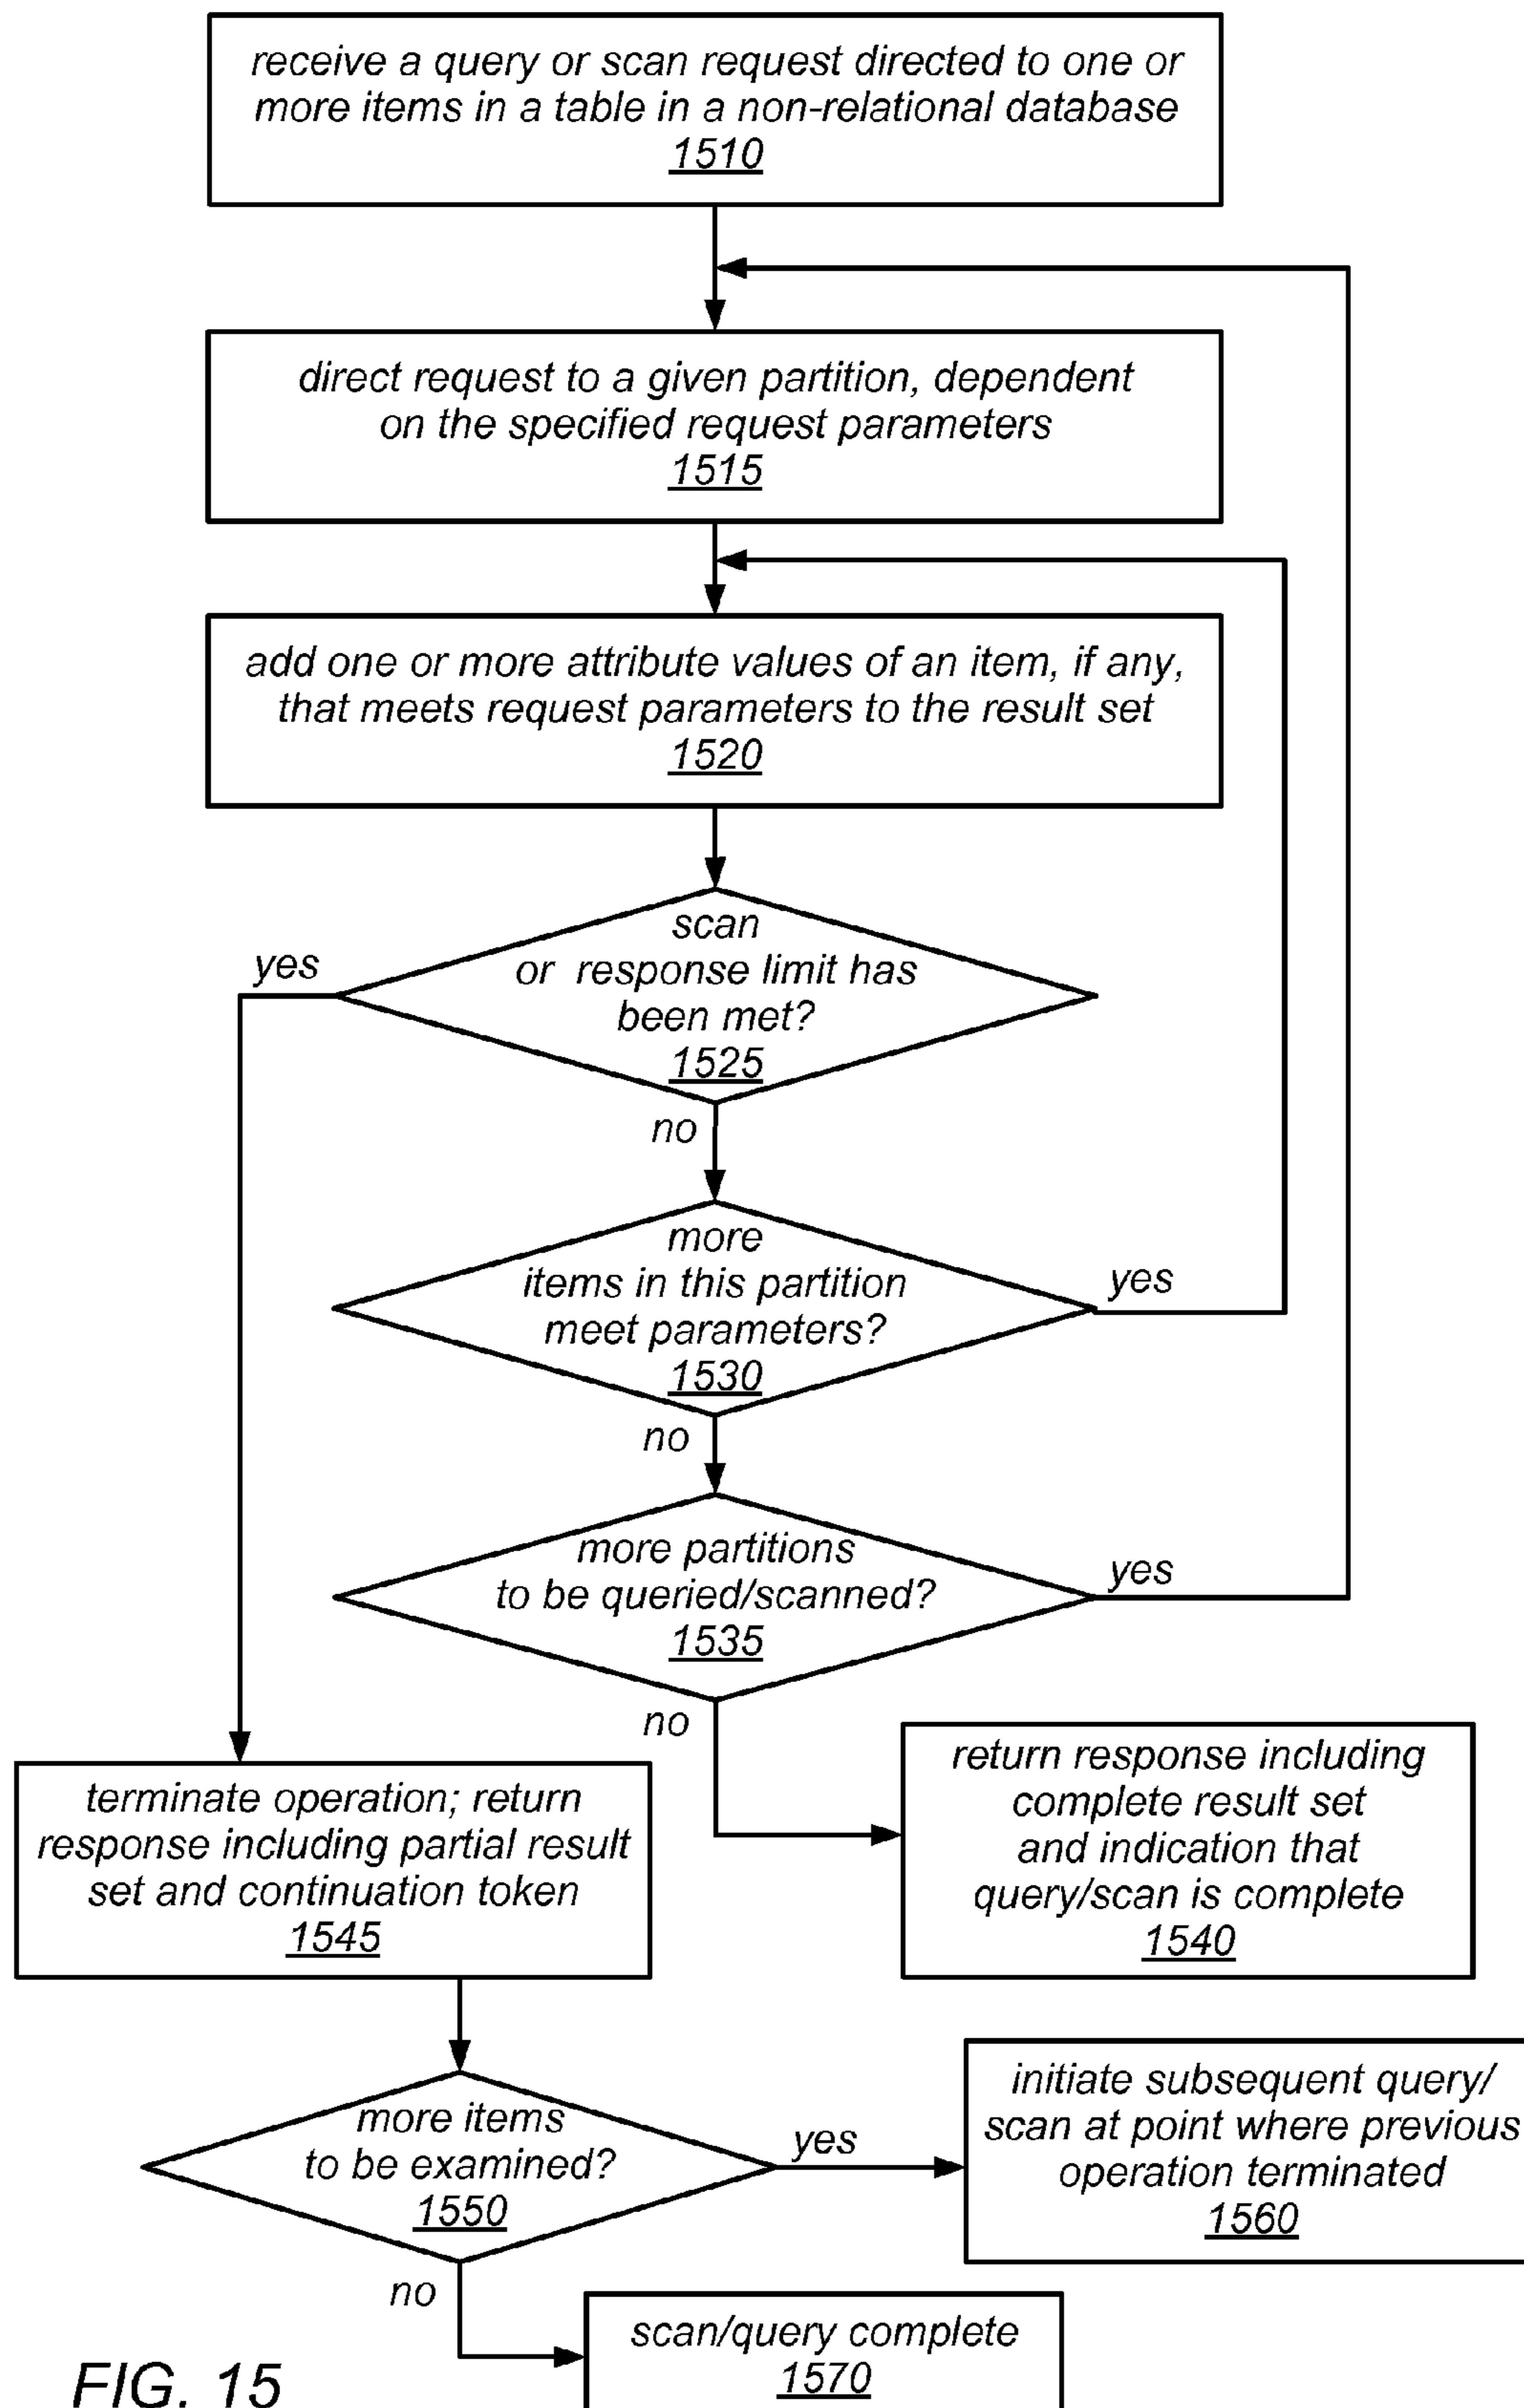 receive a query or scan request directed to one or
more items in a table in a non-relational database
1510
direct request to a given partition, dependent
on the specified request parameters
1515
add one or more attribute values of an item, if any,
that meets request parameters to the result set
1520
scan
or response limit has
been met?
1525
yes
no
more
items in this partition
meet parameters?
1530
yes
no
more partitions
to be queried/scanned?
1535
yes
no
return response including
complete result set
and indication that
query/scan is complete
1540
terminate operation; return
response including partial result
set and continuation token
1545
more items
to be examined?
1550
yes
initiate subsequent query/
scan at point where previous
operation terminated
1560
no
scan/query complete
1570
FIG. 15